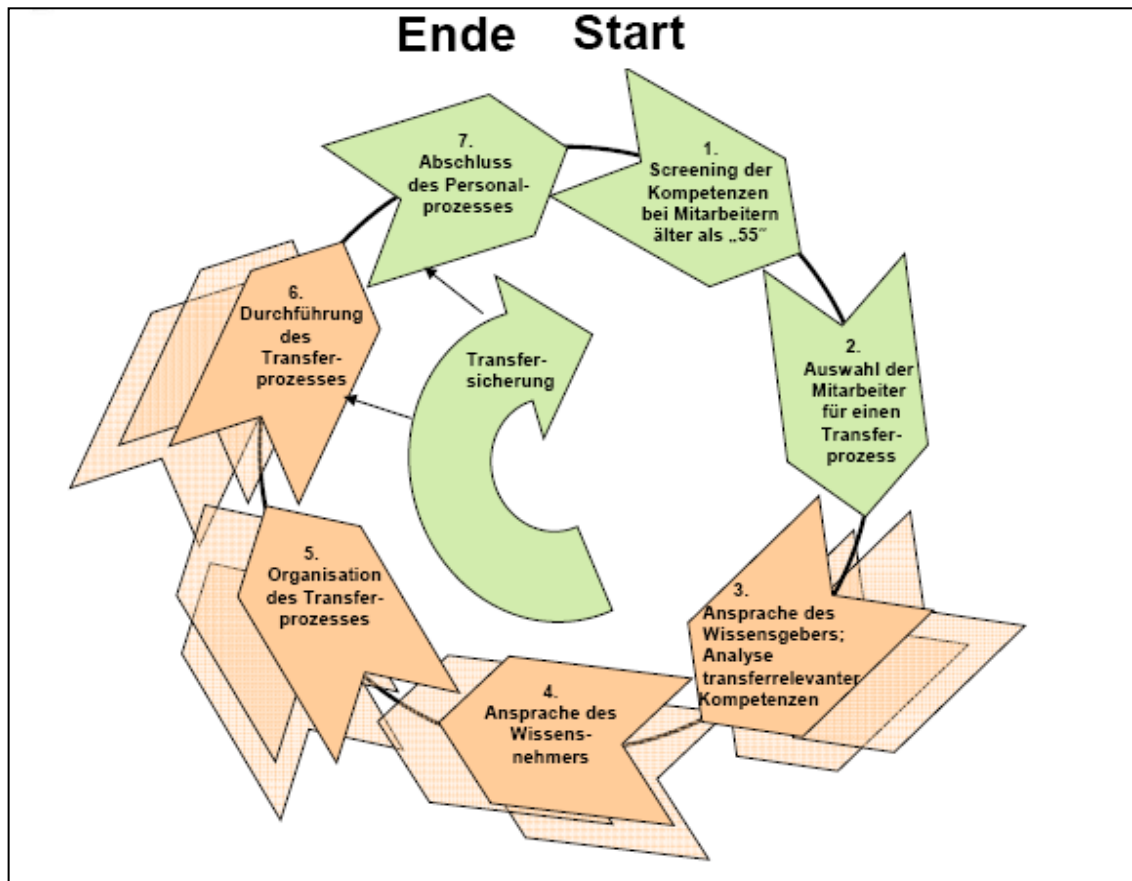 Ende Start
1.
Screening der
Kompetenzen
bei Mitarbeitern
älter als „55“
2.
Auswahl der
Mitarbeiter
für einen
Transfer-
prozess
3.
Ansprache des
Wissensgebers;
Analyse
transferrelevanter
Kompetenzen
4.
Ansprache des
Wissens-
nehmers
5.
Organisation
des Transfer-
prozesses
6.
Durchführung
des
Transfer-
prozesses
7.
Abschluss
des Personal-
prozesses
Transfer-
sicherung